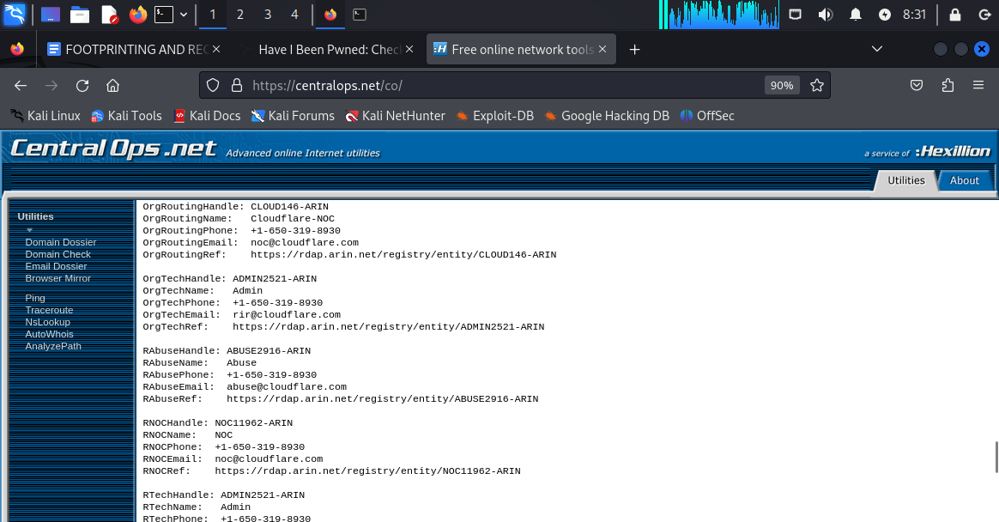 1 2 3 4 8:31
FOOTPRINTING AND REC Have I Been Pwned: Chec Free online network tools
https://centralops.net/co/ 90%
Kali Linux Kali Tools Kali Docs Kali Forums Kali NetHunter Exploit-DB Google Hacking DB OffSec
CentralOps.net Advanced online Internet utilities a service of :Hexillion
Utilities About
Utilities
Domain Dossier
Domain Check
Email Dossier
Browser Mirror
Ping
Traceroute
NsLookup
AutoWhois
AnalyzePath
OrgRoutingHandle: CLOUD146-ARIN
OrgRoutingName: Cloudflare-NOC
OrgRoutingPhone: +1-650-319-8930
OrgRoutingEmail: noc@cloudflare.com
OrgRoutingRef: https://rdap.arin.net/registry/entity/CLOUD146-ARIN
OrgTechHandle: ADMIN2521-ARIN
OrgTechName: Admin
OrgTechPhone: +1-650-319-8930
OrgTechEmail: rir@cloudflare.com
OrgTechRef: https://rdap.arin.net/registry/entity/ADMIN2521-ARIN
RAbuseHandle: ABUSE2916-ARIN
RAbuseName: Abuse
RAbusePhone: +1-650-319-8930
RAbuseEmail: abuse@cloudflare.com
RAbuseRef: https://rdap.arin.net/registry/entity/ABUSE2916-ARIN
RNOCHandle: NOC11962-ARIN
RNOCName: NOC
RNOCPhone: +1-650-319-8930
RNOCEmail: noc@cloudflare.com
RNOCRef: https://rdap.arin.net/registry/entity/NOC11962-ARIN
RTechHandle: ADMIN2521-ARIN
RTechName: Admin
RTechPhone: +1-650-319-8930